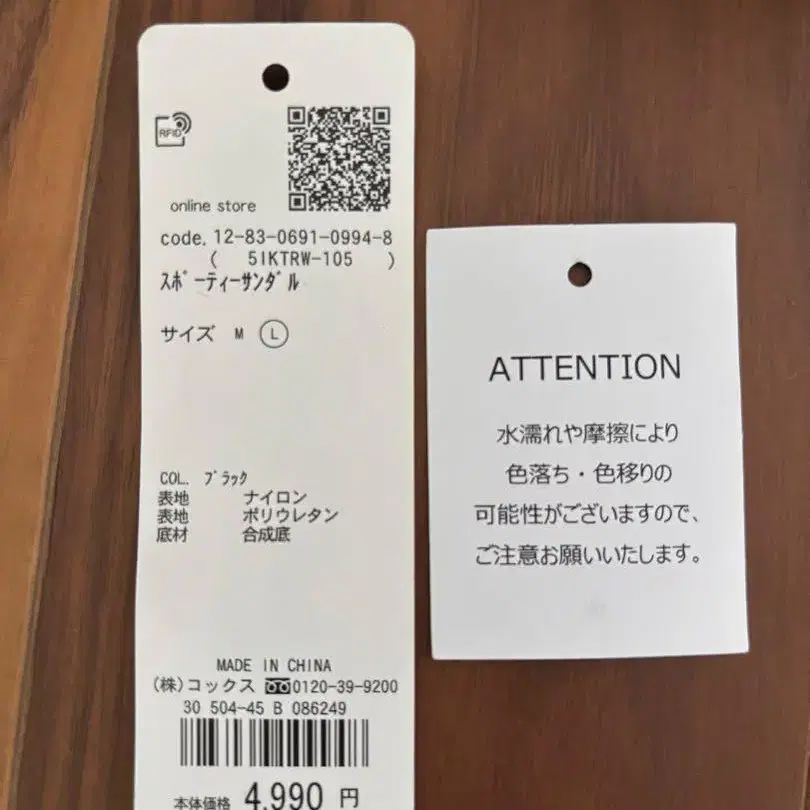 RFID
online store
code. 12-83-0691-0994-8
( 5IKTRW-105 )
スポーティーサンダル
サイズ M L
COL. ブラック
表地 ナイロン
表地 ポリウレタン
底材 合成底
MADE IN CHINA
(株)コックス 0120-39-9200
30 504-45 B 086249
本体価格 4,990 円
ATTENTION
水濡れや摩擦により
色落ち・色移りの
可能性がございますので、
ご注意お願いいたします。